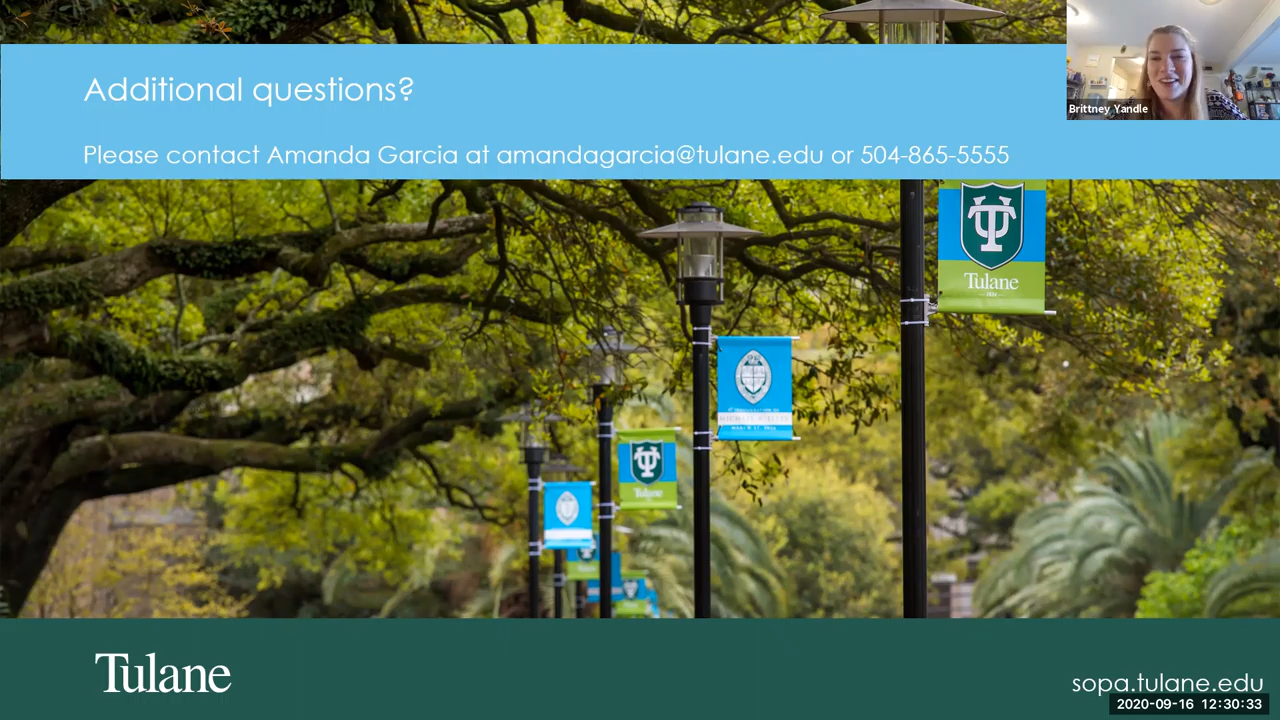 Additional questions?
Brittney Yandle
Please contact Amanda Garcia at amandagarcia@tulane.edu or 504-865-5555
Tulane
Tulane
Tulane
sopa.tulane.edu
2020-09-16 12:30:33